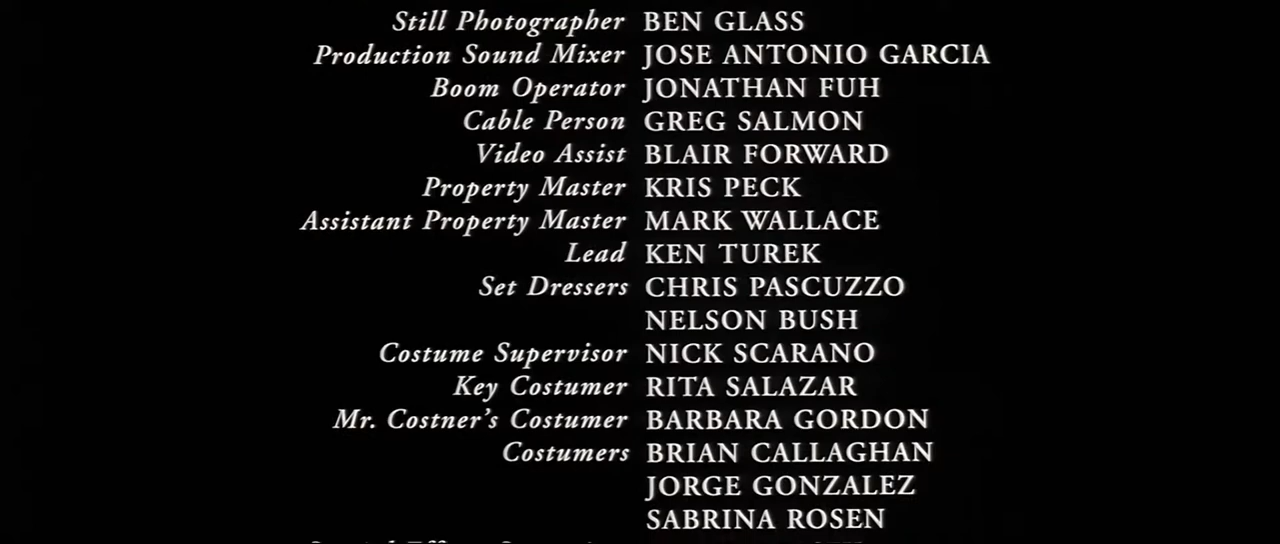 Still Photographer BEN GLASS
Production Sound Mixer JOSE ANTONIO GARCIA
Boom Operator JONATHAN FUH
Cable Person GREG SALMON
Video Assist BLAIR FORWARD
Property Master KRIS PECK
Assistant Property Master MARK WALLACE
Lead KEN TUREK
Set Dressers CHRIS PASCUZZO
NELSON BUSH
Costume Supervisor NICK SCARANO
Key Costumer RITA SALAZAR
Mr. Costner's Costumer BARBARA GORDON
Costumers BRIAN CALLAGHAN
JORGE GONZALEZ
SABRINA ROSEN